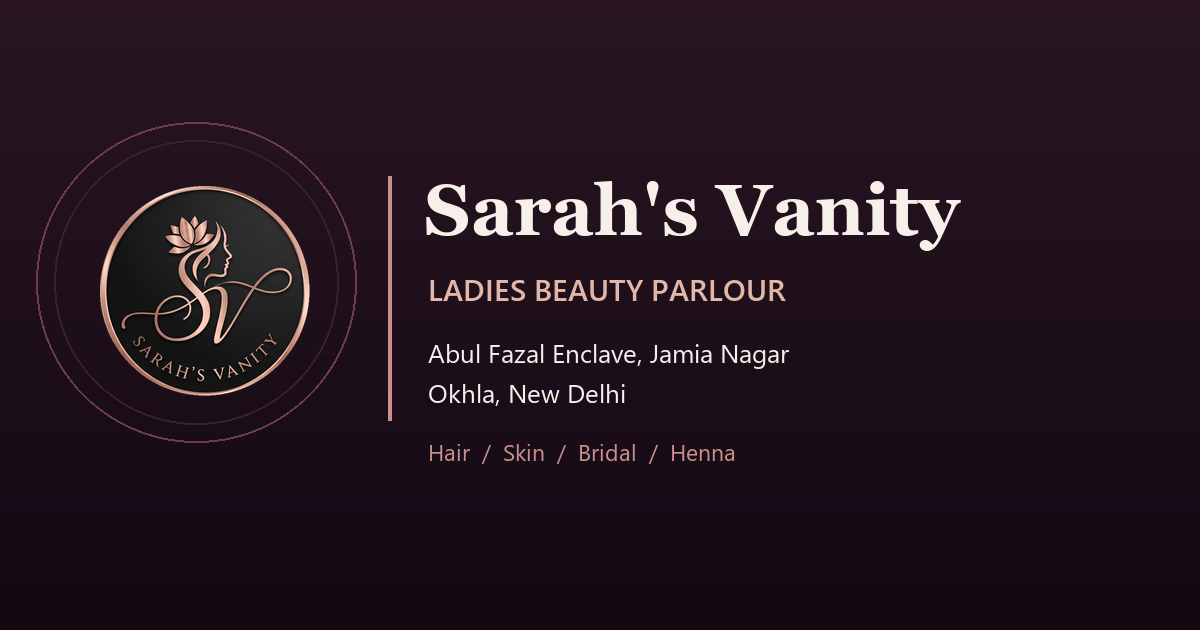 SARAH'S VANITY
Sarah's Vanity
LADIES BEAUTY PARLOUR
Abul Fazal Enclave, Jamia Nagar
Okhla, New Delhi
Hair / Skin / Bridal / Henna